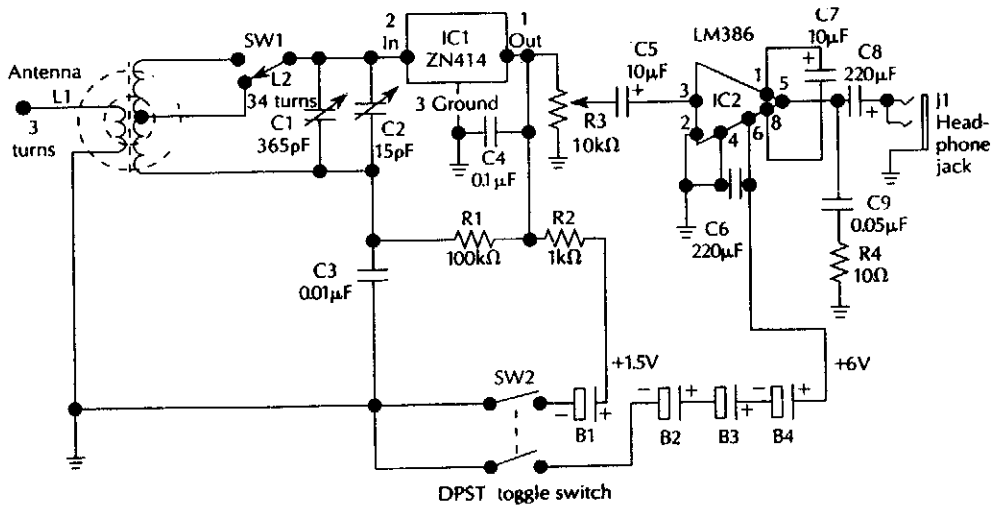 Antenna
L1
3
turns
SW1
L2
34 turns
C1
365pF
C2
15pF
2
In
IC1
ZN414
1
Out
3 Ground
C4
0.1µF
R3
10kΩ
C5
10µF
+
LM386
IC2
3
2
4
6
1
5
8
C7
10µF
+
C8
220µF
+
J1
Head-
phone
jack
C6
220µF
C9
0.05µF
R4
10Ω
R1
100kΩ
R2
1kΩ
C3
0.01µF
+1.5V
+6V
SW2
− +
B1
− +
B2
+
B3
− +
B4
DPST toggle switch